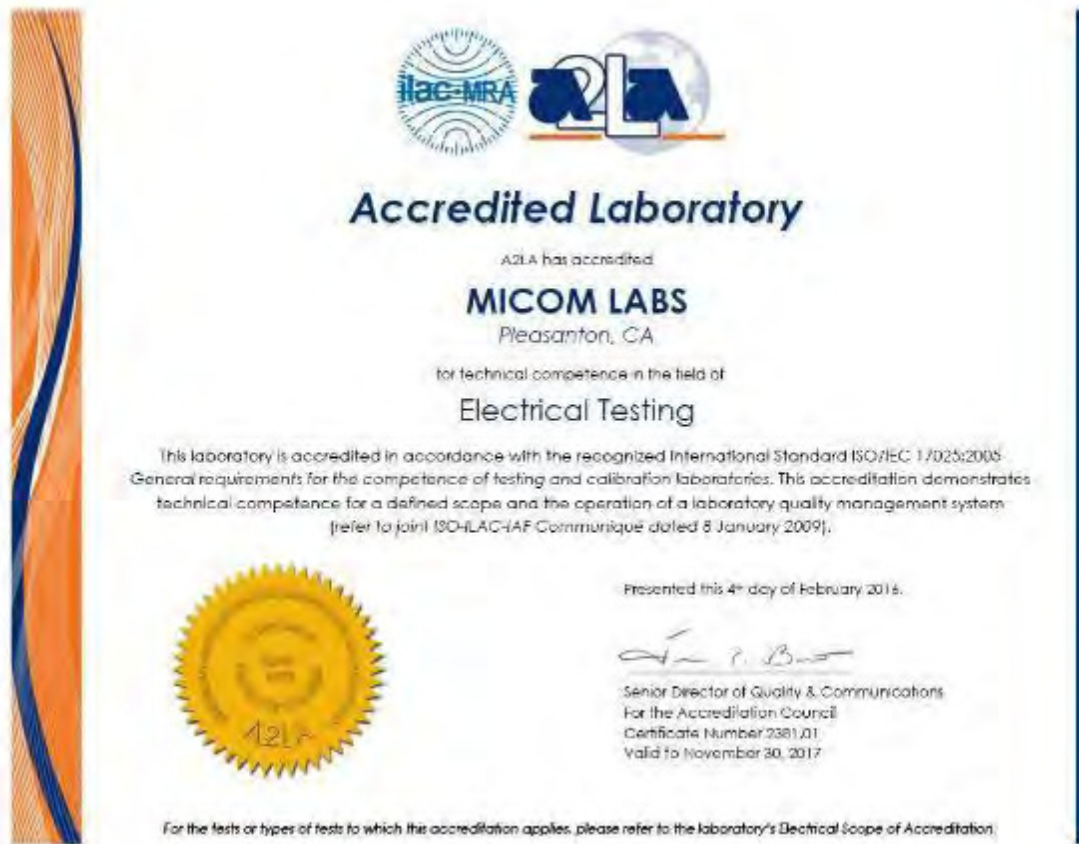 ilac-MRA
A2LA
Accredited Laboratory
A2LA has accredited
MICOM LABS
Pleasanton, CA
for technical competence in the field of
Electrical Testing
This laboratory is accredited in accordance with the recognized International Standard ISO/IEC 17025:2005
General requirements for the competence of testing and calibration laboratories. This accreditation demonstrates
technical competence for a defined scope and the operation of a laboratory quality management system
(refer to joint ISO-ILAC-IAF Communiqué dated 8 January 2009).
Presented this 4th day of February 2016.
Senior Director of Quality & Communications
For the Accreditation Council
Certificate Number 2381.01
Valid to November 30, 2017
A2LA
For the tests or types of tests to which this accreditation applies, please refer to the laboratory's Electrical Scope of Accreditation.